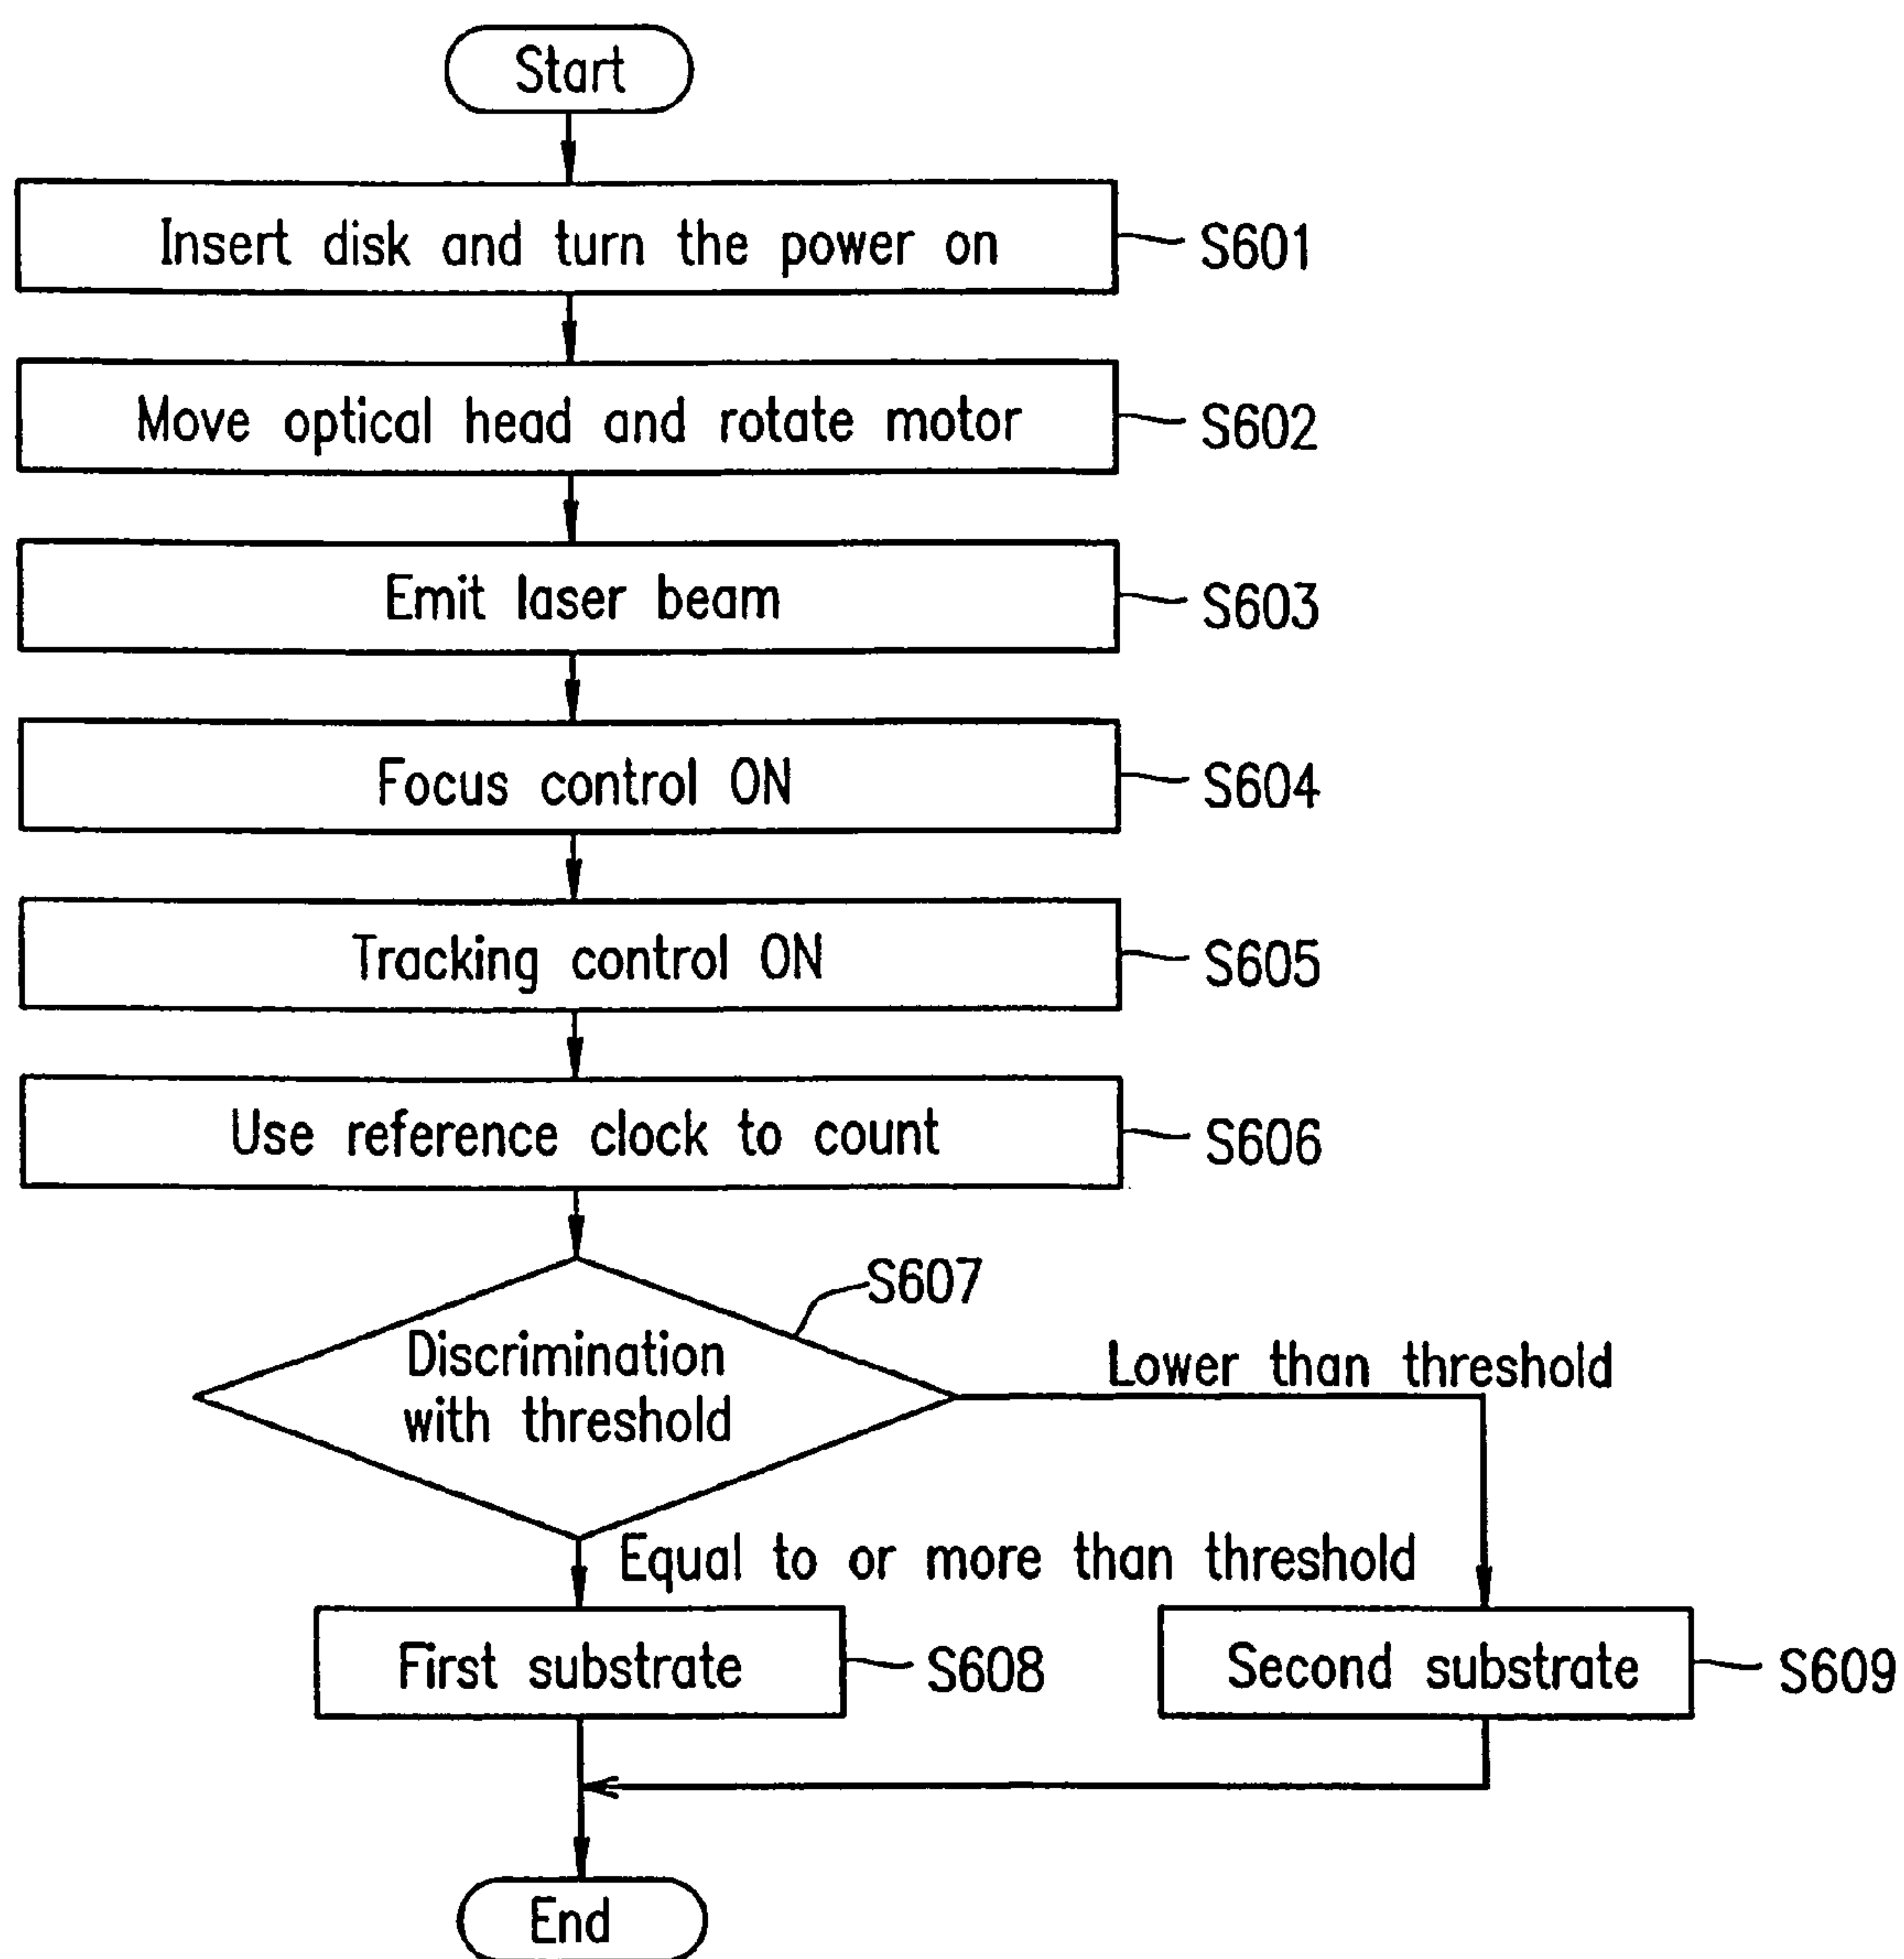 Start
Insert disk and turn the power on
S601
Move optical head and rotate motor
S602
Emit laser beam
S603
Focus control ON
S604
Tracking control ON
S605
Use reference clock to count
S606
S607
Discrimination
with threshold
Lower than threshold
Equal to or more than threshold
First substrate
S608
Second substrate
S609
End